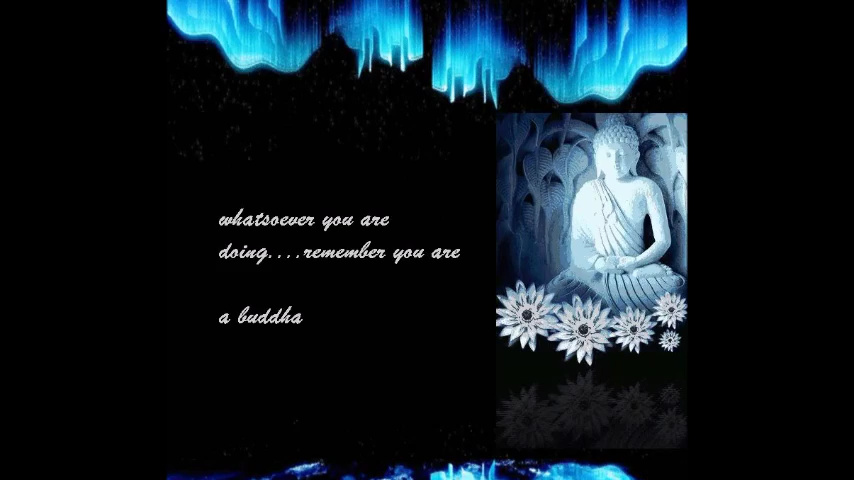 whatsoever you are
doing....remember you are
a buddha